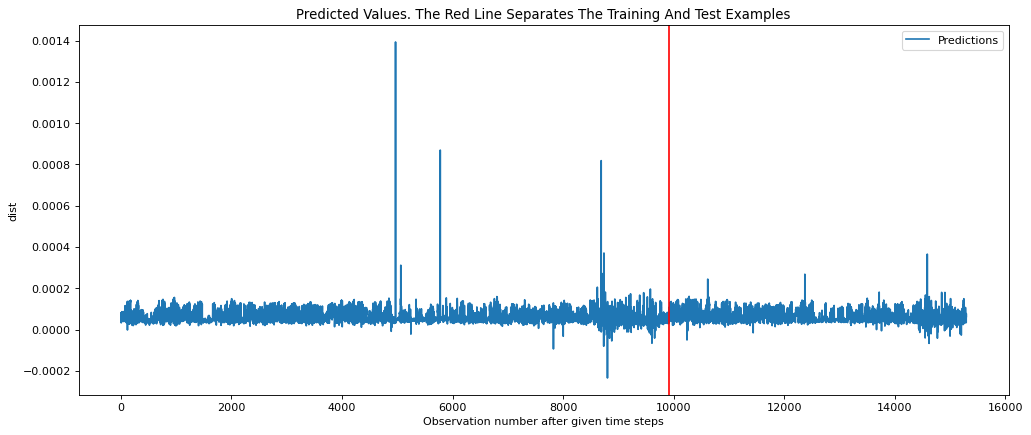 Predicted Values. The Red Line Separates The Training And Test Examples
Predictions
0.0014
0.0012
0.0010
0.0008
0.0006
0.0004
0.0002
0.0000
−0.0002
dist
0 2000 4000 6000 8000 10000 12000 14000 16000
Observation number after given time steps